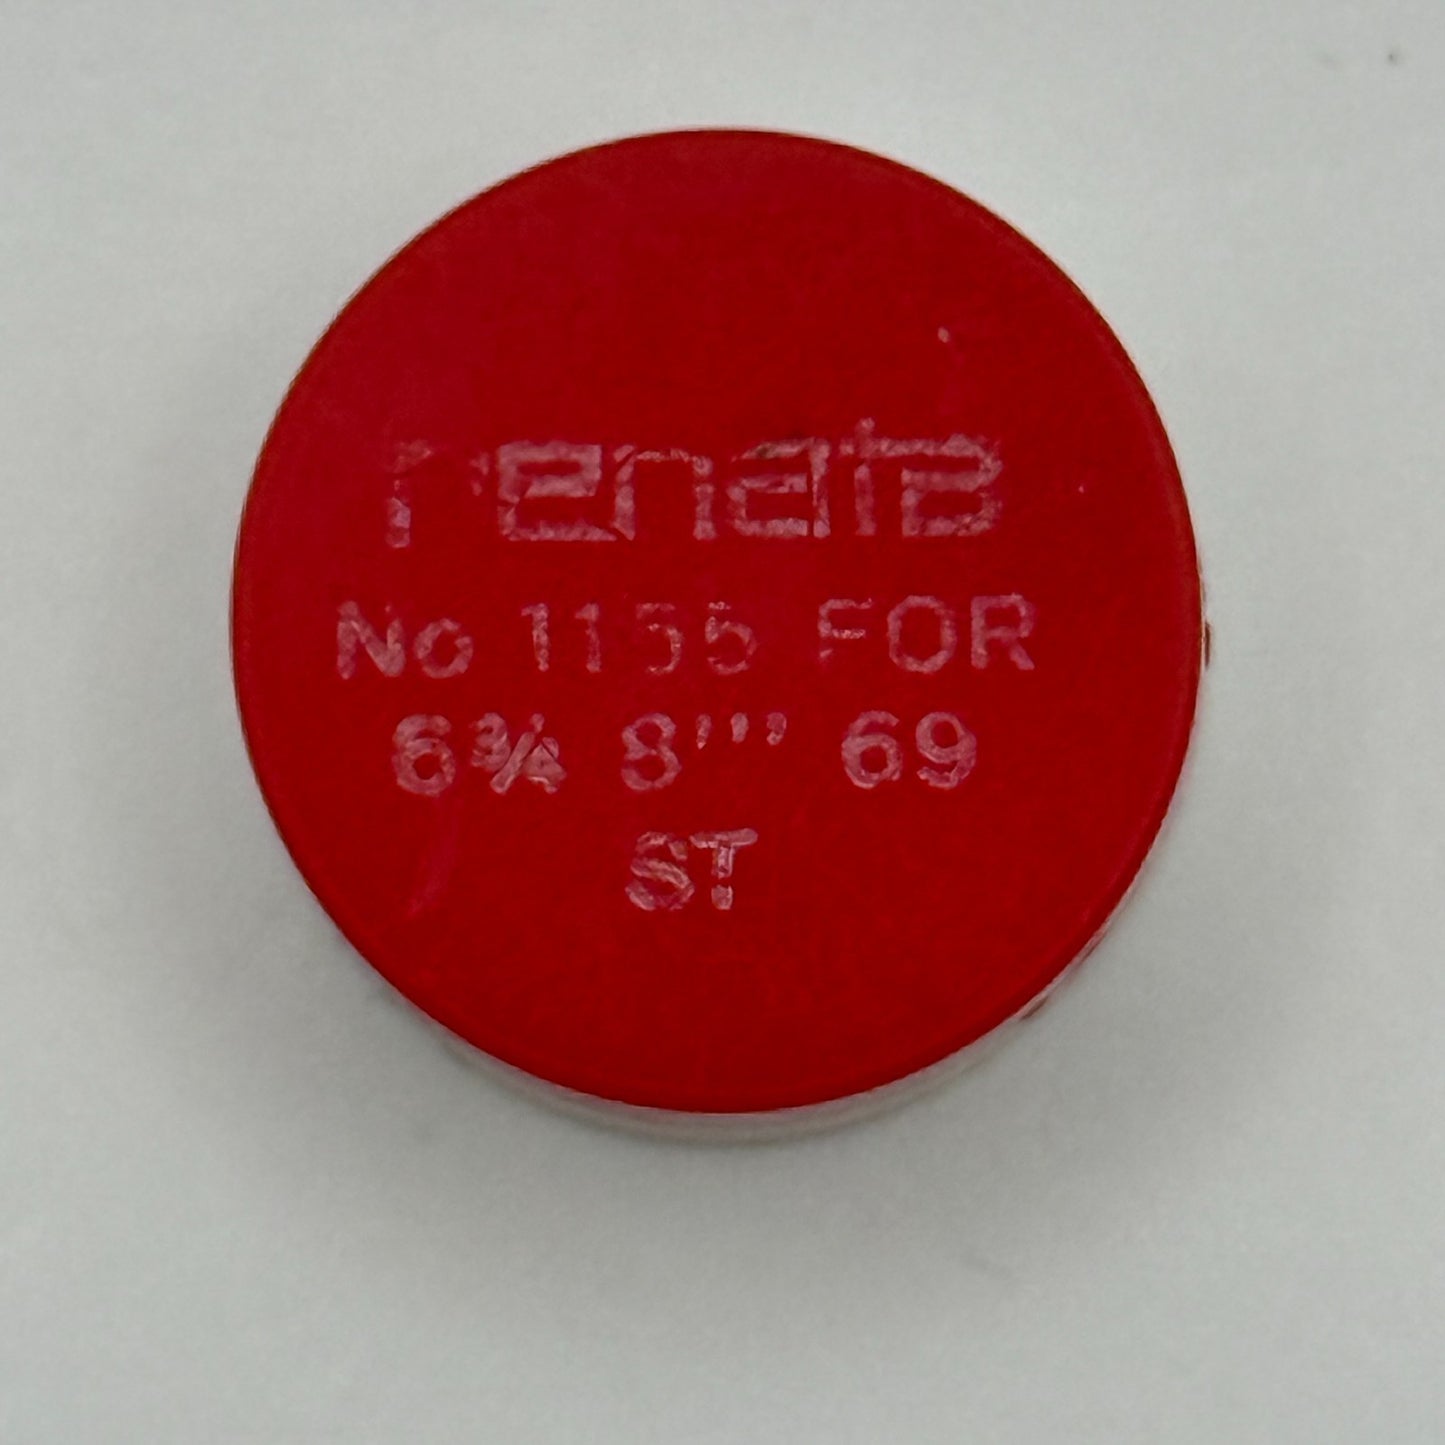 renata
No 1155 FOR
6¾ 8''' 69
ST